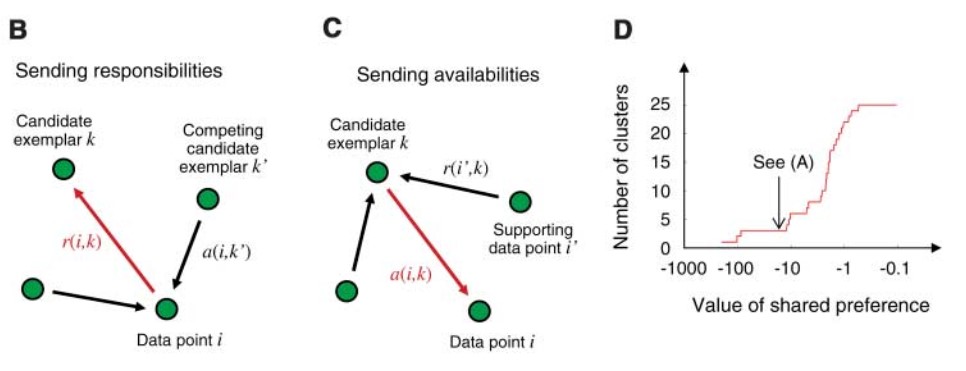 B
Sending responsibilities
Candidate
exemplar k
Competing
candidate
exemplar k'
r(i,k)
a(i,k')
Data point i
C
Sending availabilities
Candidate
exemplar k
r(i',k)
Supporting
data point i'
a(i,k)
Data point i
D
Number of clusters
25
20
15
10
5
0
See (A)
-1000 -100 -10 -1 -0.1
Value of shared preference